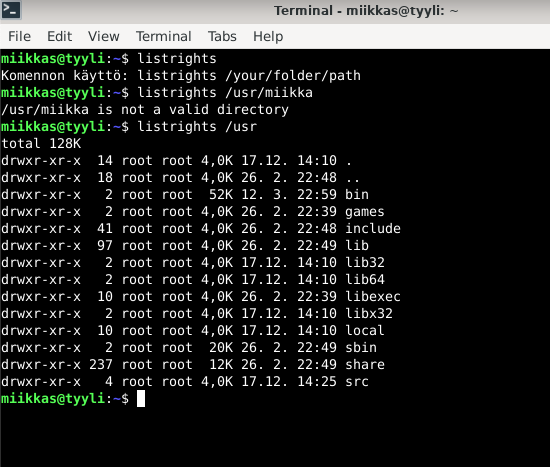 Terminal - miikkas@tyyli: ~
File Edit View Terminal Tabs Help
miikkas@tyyli:~$ listrights
Komennon käyttö: listrights /your/folder/path
miikkas@tyyli:~$ listrights /usr/miikka
/usr/miikka is not a valid directory
miikkas@tyyli:~$ listrights /usr
total 128K
drwxr-xr-x  14 root root 4,0K 17.12. 14:10 .
drwxr-xr-x  18 root root 4,0K 26. 2. 22:48 ..
drwxr-xr-x   2 root root  52K 12. 3. 22:59 bin
drwxr-xr-x   2 root root 4,0K 26. 2. 22:39 games
drwxr-xr-x  41 root root 4,0K 26. 2. 22:48 include
drwxr-xr-x  97 root root 4,0K 26. 2. 22:49 lib
drwxr-xr-x   2 root root 4,0K 17.12. 14:10 lib32
drwxr-xr-x   2 root root 4,0K 17.12. 14:10 lib64
drwxr-xr-x  10 root root 4,0K 26. 2. 22:39 libexec
drwxr-xr-x   2 root root 4,0K 17.12. 14:10 libx32
drwxr-xr-x  10 root root 4,0K 17.12. 14:10 local
drwxr-xr-x   2 root root  20K 26. 2. 22:49 sbin
drwxr-xr-x 237 root root  12K 26. 2. 22:49 share
drwxr-xr-x   4 root root 4,0K 17.12. 14:25 src
miikkas@tyyli:~$